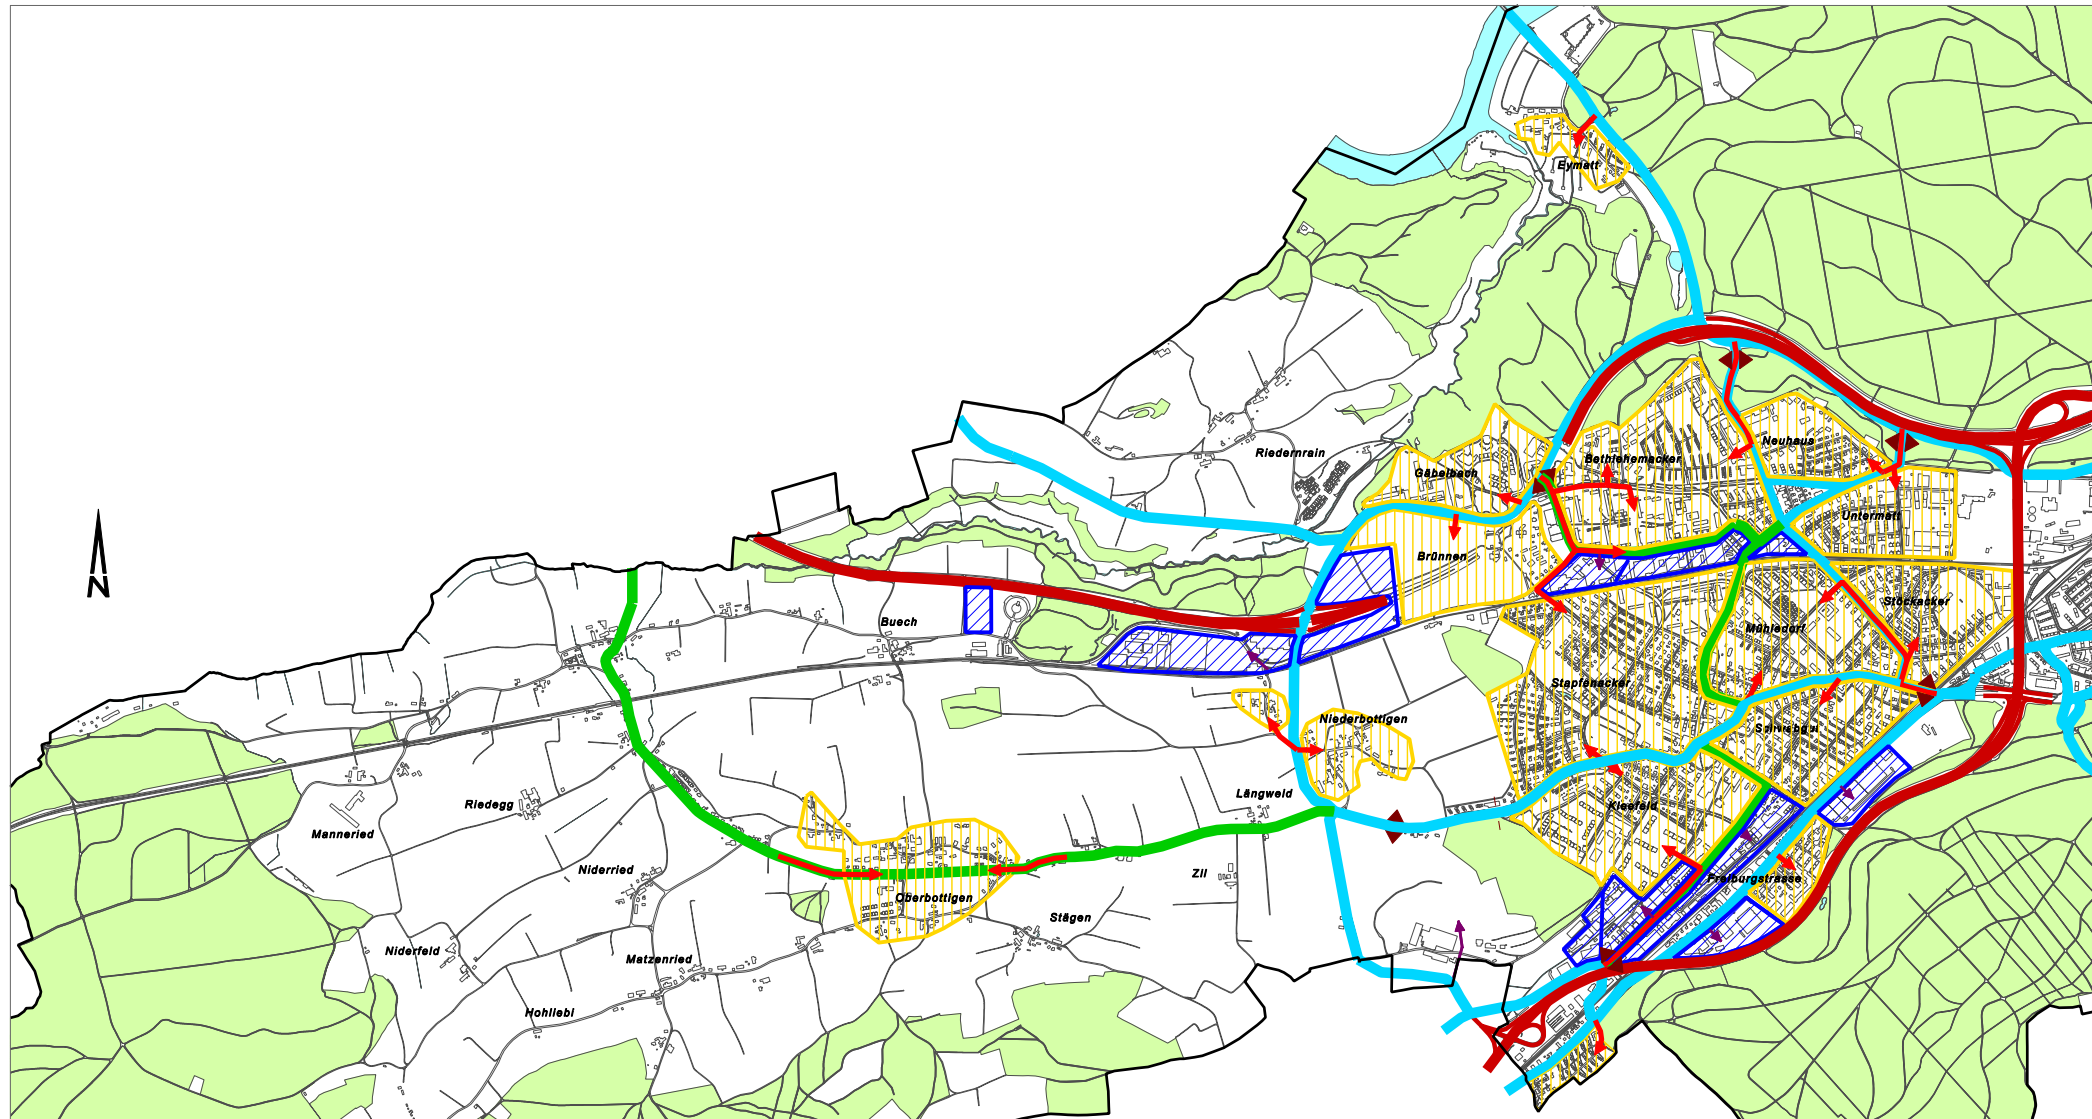 Eymatt
Neuhaus
Riedernrain
Gäbelbach
Bethlehemacker
Untermatt
Brünnen
Stöckacker
Buech
Mühledorf
N
Stapfenacker
Niederbottigen
Schwabgut
Längweid
Riedegg
Kleefeld
Manneried
Niderried
Zil
Freiburgstrasse
Oberbottigen
Stägen
Niderfeld
Matzenried
Hohliebi